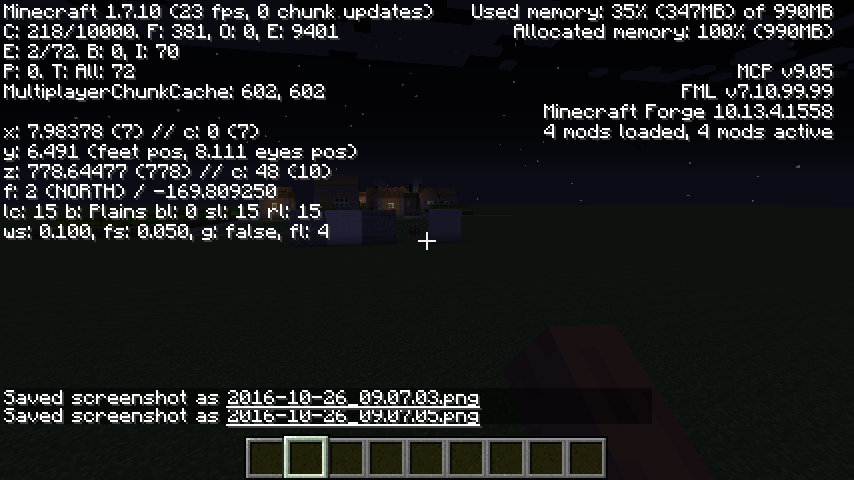 Minecraft 1.7.10 (23 fps, 0 chunk updates)
C: 218/10000. F: 381, O: 0, E: 9401
E: 2/72. B: 0, I: 70
P: 0. T: All: 72
MultiplayerChunkCache: 602, 602
x: 7.98378 (7) // c: 0 (7)
y: 6.491 (feet pos, 8.111 eyes pos)
z: 778.64477 (778) // c: 48 (10)
f: 2 (NORTH) / -169.809250
lc: 15 b: Plains bl: 0 sl: 15 rl: 15
ws: 0.100, fs: 0.050, g: false, fl: 4
Used memory: 35% (347MB) of 990MB
Allocated memory: 100% (990MB)
MCP v9.05
FML v7.10.99.99
Minecraft Forge 10.13.4.1558
4 mods loaded, 4 mods active
Saved screenshot as 2016-10-26_09.07.03.png
Saved screenshot as 2016-10-26_09.07.05.png